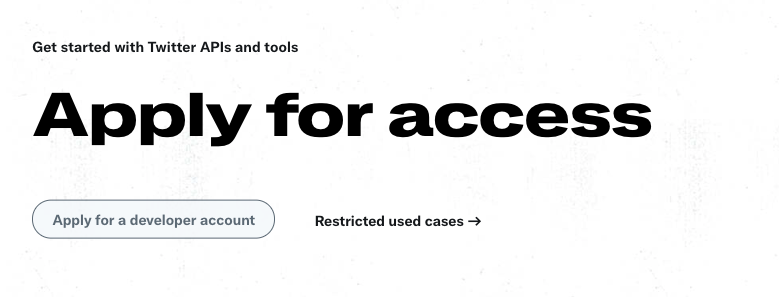 Get started with Twitter APIs and tools
Apply for access
Apply for a developer account
Restricted used cases →